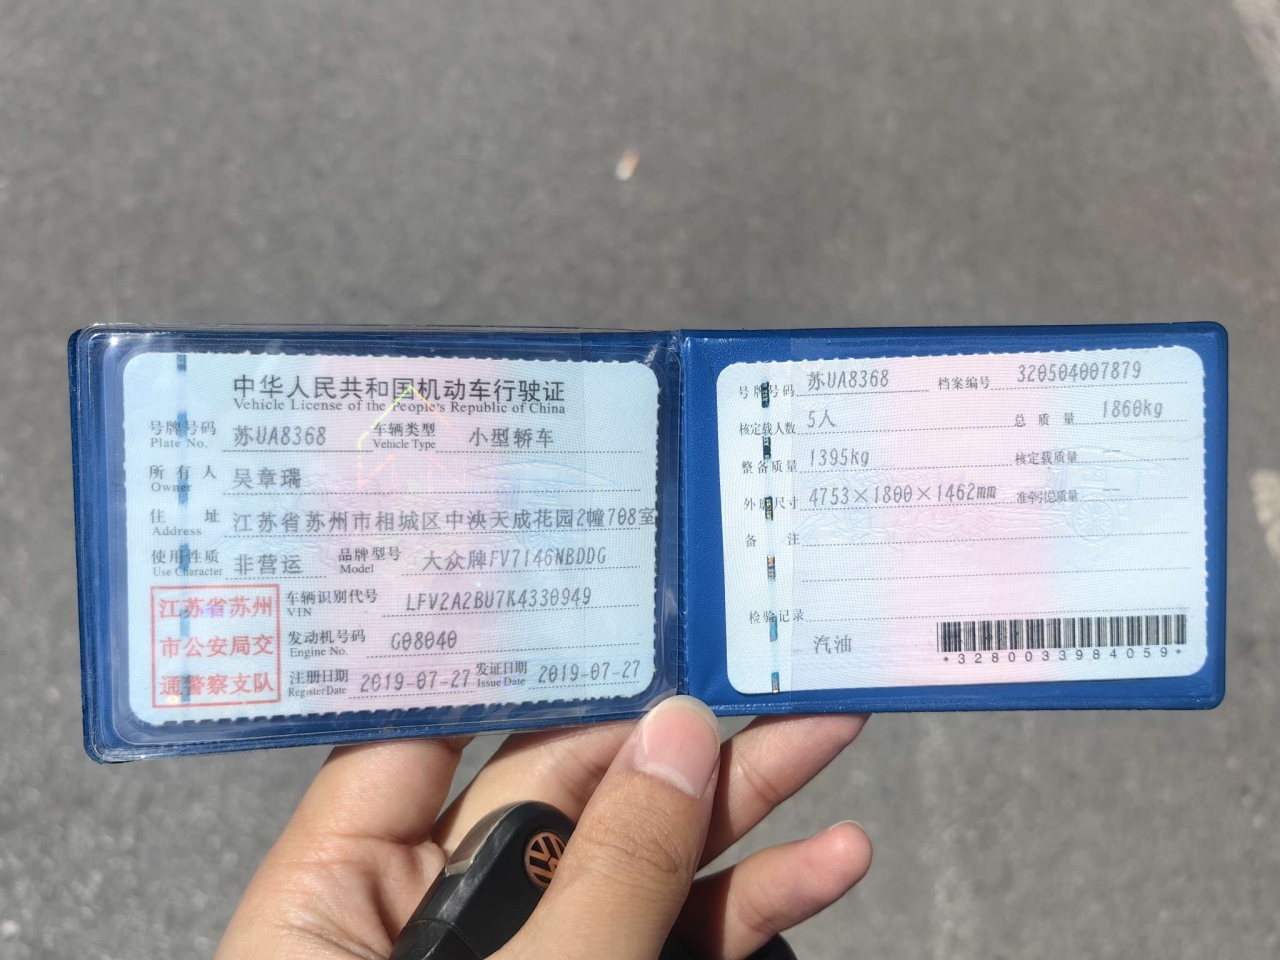 中华人民共和国机动车行驶证
Vehicle License of the People's Republic of China
号牌号码 苏UA8368 车辆类型 小型轿车
Plate No. Vehicle Type
所有人 吴章瑞
Owner
住址 江苏省苏州市相城区中泱天成花园2幢708室
Address
使用性质 非营运 品牌型号 大众牌FV7146NBDDG
Use Character Model
江苏省苏州
市公安局交
通警察支队
车辆识别代号 LFV2A2BU7K4330949
VIN
发动机号码 G08040
Engine No.
注册日期 2019-07-27 发证日期 2019-07-27
Register Date Issue Date
号牌号码 苏UA8368 档案编号 320504007879
核定载人数 5人 总质量 1860kg
整备质量 1395kg 核定载质量 --
外廓尺寸 4753×1800×1462mm 准牵引总质量 --
备注
检验记录
汽油
*3280033984059*